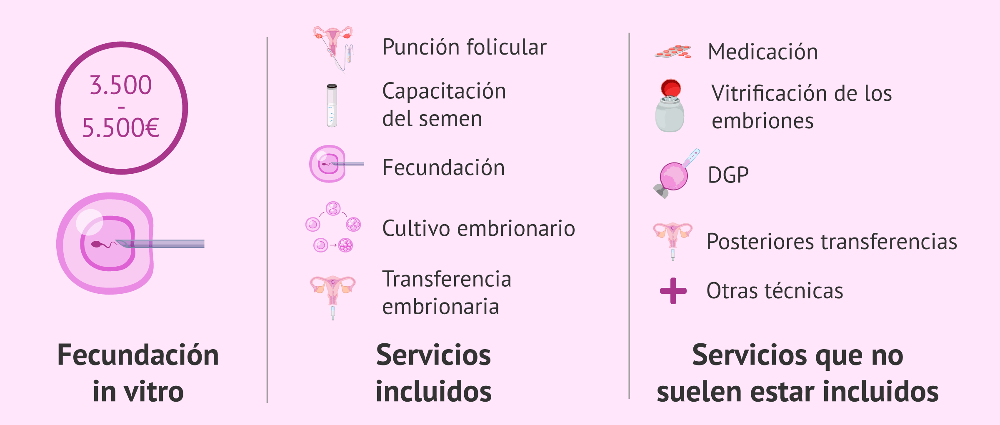 3.500
-
5.500€
Fecundación
in vitro
Punción folicular
Capacitación
del semen
Fecundación
Cultivo embrionario
Transferencia
embrionaria
Servicios
incluidos
Medicación
Vitrificación de los
embriones
DGP
Posteriores transferencias
Otras técnicas
Servicios que no
suelen estar incluidos